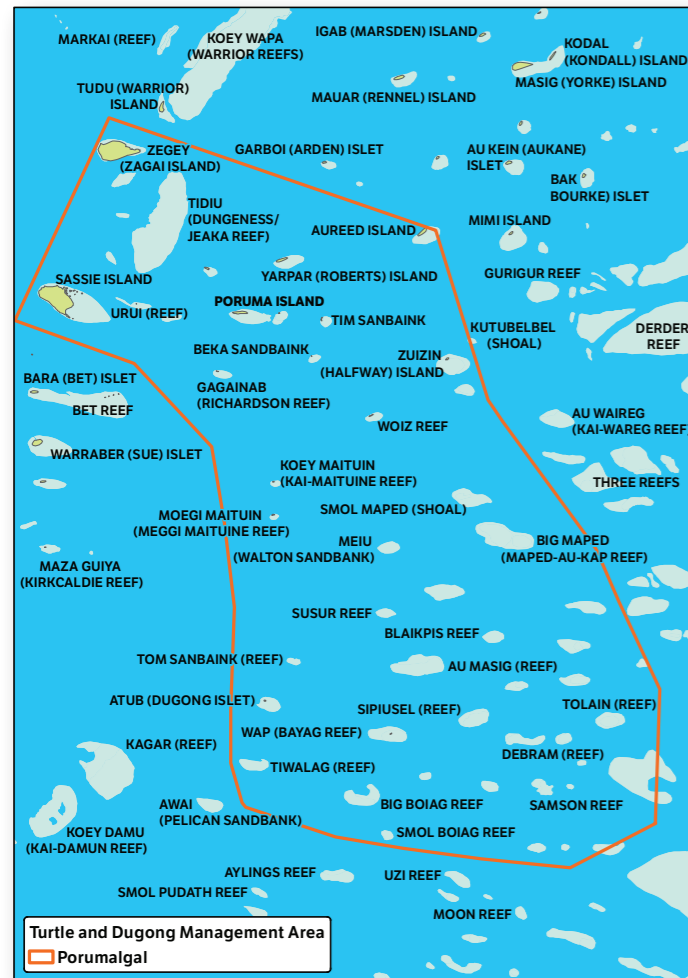 MARKAI (REEF)
KOEY WAPA
(WARRIOR REEFS)
IGAB (MARSDEN) ISLAND
KODAL
(KONDALL) ISLAND
MASIG (YORKE) ISLAND
TUDU (WARRIOR)
ISLAND
MAUAR (RENNEL) ISLAND
ZEGEY
(ZAGAI ISLAND)
GARBOI (ARDEN) ISLET
AU KEIN (AUKANE)
ISLET
BAK
BOURKE) ISLET
TIDIU
(DUNGENESS/
JEAKA REEF)
AUREED ISLAND
MIMI ISLAND
SASSIE ISLAND
YARPAR (ROBERTS) ISLAND
GURIGUR REEF
URUI (REEF)
PORUMA ISLAND
TIM SANBAINK
KUTUBELBEL
(SHOAL)
DERDER
REEF
BEKA SANDBAINK
ZUIZIN
(HALFWAY) ISLAND
BARA (BET) ISLET
BET REEF
GAGAINAB
(RICHARDSON REEF)
WOIZ REEF
AU WAIREG
(KAI-WAREG REEF)
WARRABER (SUE) ISLET
KOEY MAITUIN
(KAI-MAITUINE REEF)
THREE REEFS
MOEGI MAITUIN
(MEGGI MAITUINE REEF)
SMOL MAPED (SHOAL)
MAZA GUIYA
(KIRKCALDIE REEF)
MEIU
(WALTON SANDBANK)
BIG MAPED
(MAPED-AU-KAP REEF)
SUSUR REEF
BLAIKPIS REEF
TOM SANBAINK (REEF)
AU MASIG (REEF)
ATUB (DUGONG ISLET)
SIPIUSEL (REEF)
TOLAIN (REEF)
KAGAR (REEF)
WAP (BAYAG REEF)
DEBRAM (REEF)
TIWALAG (REEF)
AWAI
(PELICAN SANDBANK)
BIG BOIAG REEF
SAMSON REEF
KOEY DAMU
(KAI-DAMUN REEF)
SMOL BOIAG REEF
AYLINGS REEF
UZI REEF
SMOL PUDATH REEF
MOON REEF
Turtle and Dugong Management Area
Porumalgal